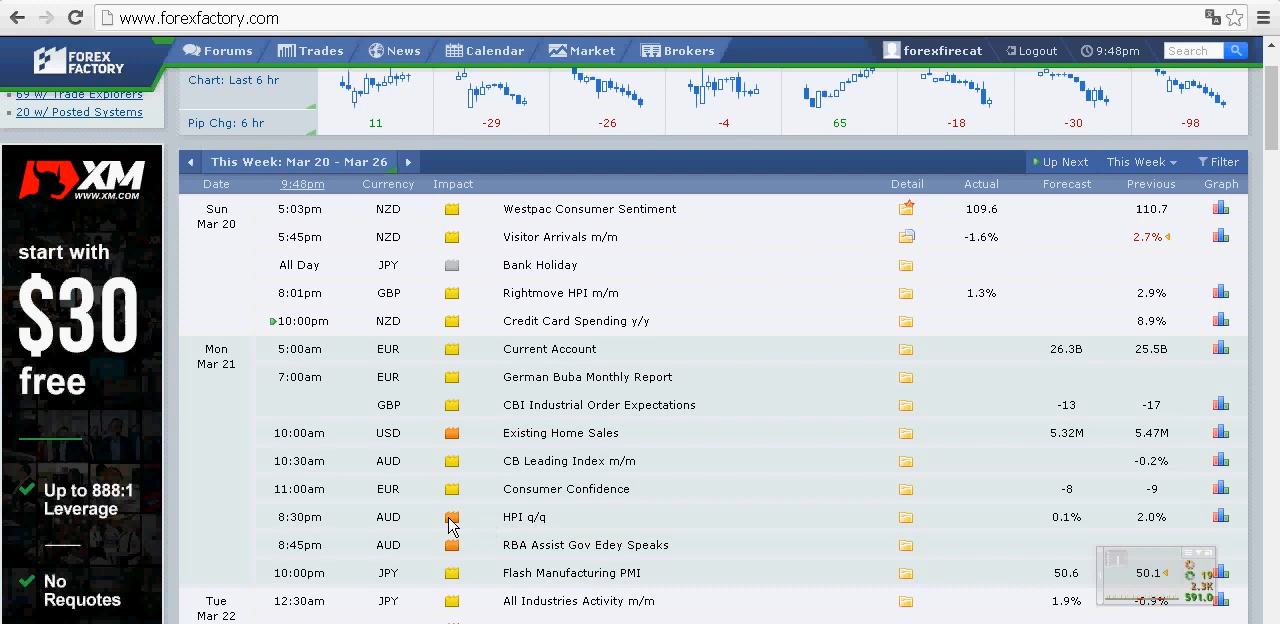 www.forexfactory.com
FOREX FACTORY
Forums Trades News Calendar Market Brokers forexfirecat Logout 9:48pm Search
69 w/ Trade Explorers
20 w/ Posted Systems
Chart: Last 6 hr
Pip Chg: 6 hr 11 -29 -26 -4 65 -18 -30 -98
XM
WWW.XM.COM
start with
$30
free
Up to 888:1
Leverage
No
Requotes
This Week: Mar 20 - Mar 26 Up Next This Week Filter
Date 9:48pm Currency Impact Detail Actual Forecast Previous Graph
Sun 5:03pm NZD Westpac Consumer Sentiment 109.6 110.7
Mar 20
5:45pm NZD Visitor Arrivals m/m -1.6% 2.7%
All Day JPY Bank Holiday
8:01pm GBP Rightmove HPI m/m 1.3% 2.9%
10:00pm NZD Credit Card Spending y/y 8.9%
Mon 5:00am EUR Current Account 26.3B 25.5B
Mar 21
7:00am EUR German Buba Monthly Report
GBP CBI Industrial Order Expectations -13 -17
10:00am USD Existing Home Sales 5.32M 5.47M
10:30am AUD CB Leading Index m/m -0.2%
11:00am EUR Consumer Confidence -8 -9
8:30pm AUD HPI q/q 0.1% 2.0%
8:45pm AUD RBA Assist Gov Edey Speaks
10:00pm JPY Flash Manufacturing PMI 50.6 50.1
Tue 12:30am JPY All Industries Activity m/m 1.9% -0.9%
Mar 22
1
19
2.3K
591.0